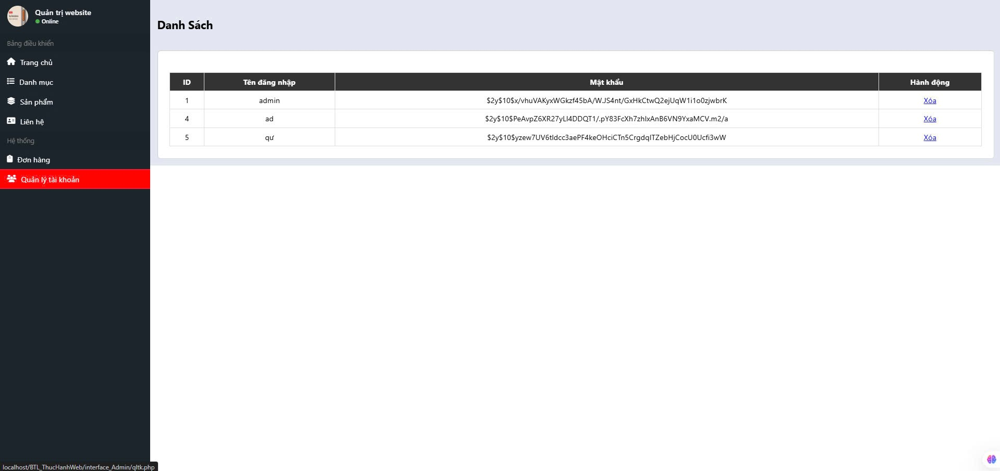 Quản trị website
Online
Bảng điều khiển
Trang chủ
Danh mục
Sản phẩm
Liên hệ
Hệ thống
Đơn hàng
Quản lý tài khoản
Danh Sách
ID Tên đăng nhập Mật khẩu Hành động
1 admin $2y$10$x/vhuVAKyxWGkzf45bA/W.JS4nt/GxHkCtwQ2ejUqW1i1o0zjwbrK Xóa
4 ad $2y$10$PeAvpZ6XR27yLl4DDQT1/.pY83FcXh7zhIxAnB6VN9YxaMCV.m2/a Xóa
5 qư $2y$10$yzew7UV6tldcc3aePF4keOHciCTn5CrgdqlTZebHjCocU0Ucfi3wW Xóa
localhost/BTL_ThucHanhWeb/interface_Admin/qltk.php